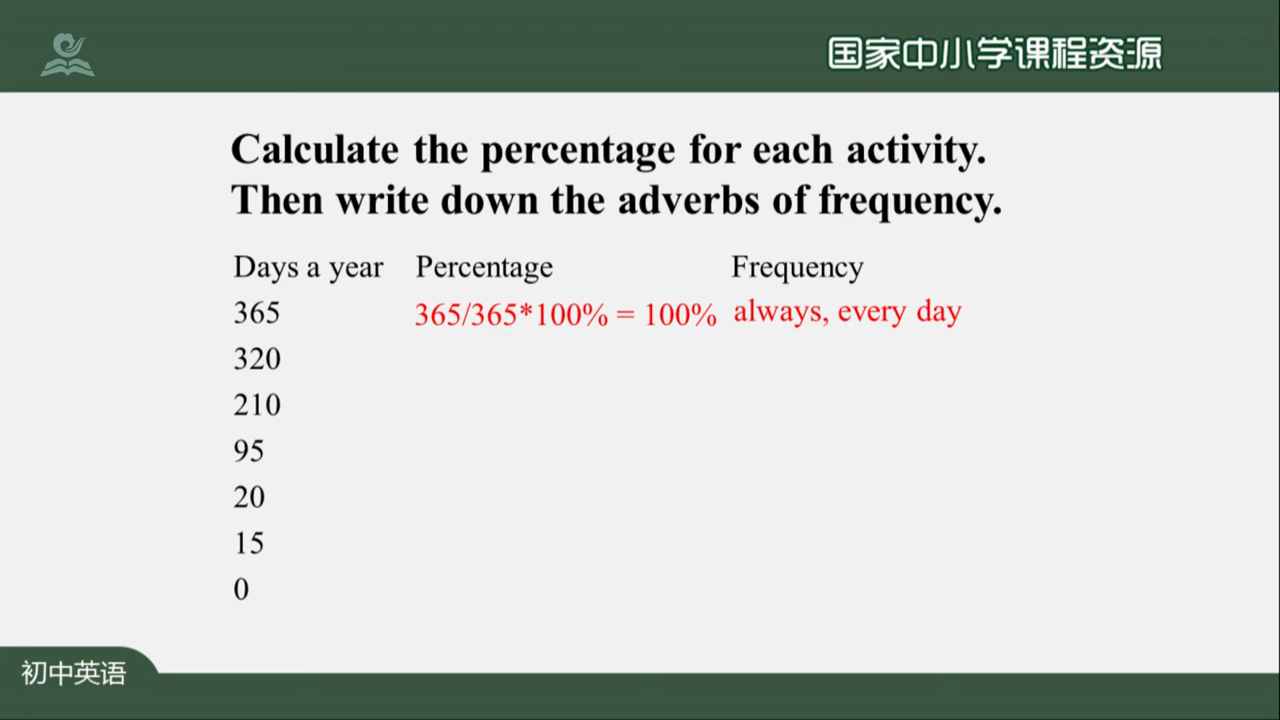 国家中小学课程资源
Calculate the percentage for each activity.
Then write down the adverbs of frequency.
Days a year Percentage Frequency
365 365/365*100% = 100% always, every day
320
210
95
20
15
0
初中英语